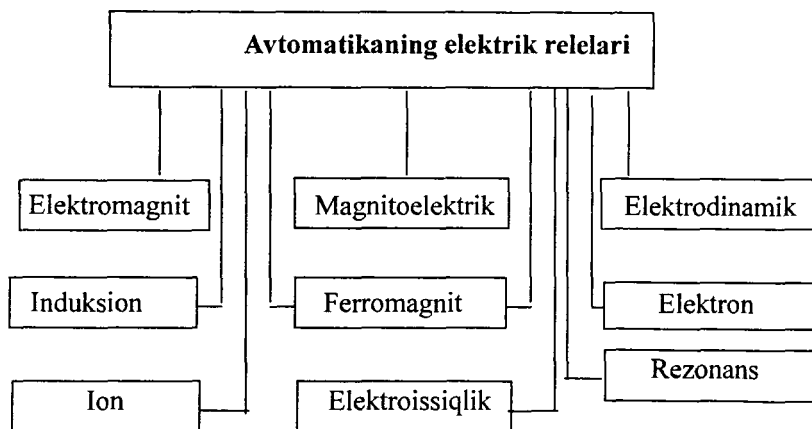 Avtomatikaning elektrik relelari
Elektromagnit
Magnitoelektrik
Elektrodinamik
Induksion
Ferromagnit
Elektron
Rezonans
Ion
Elektroissiqlik